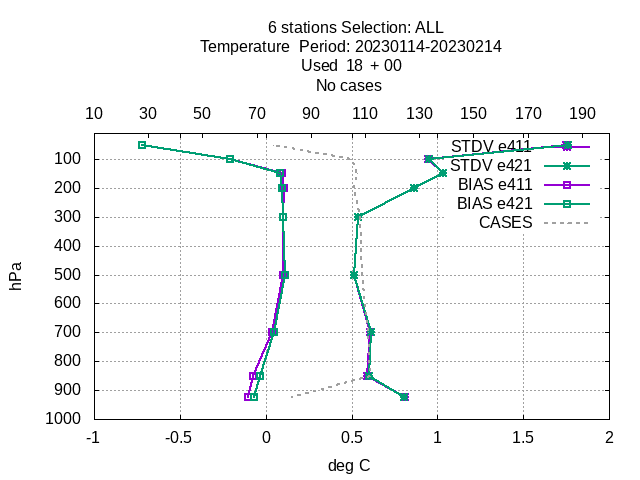 6 stations Selection: ALL
Temperature  Period: 20230114-20230214
Used  18  + 00
No cases
10 30 50 70 90 110 130 150 170 190
STDV e411
STDV e421
BIAS e411
BIAS e421
CASES
100
200
300
400
500
600
700
800
900
1000
hPa
-1 -0.5 0 0.5 1 1.5 2
deg C